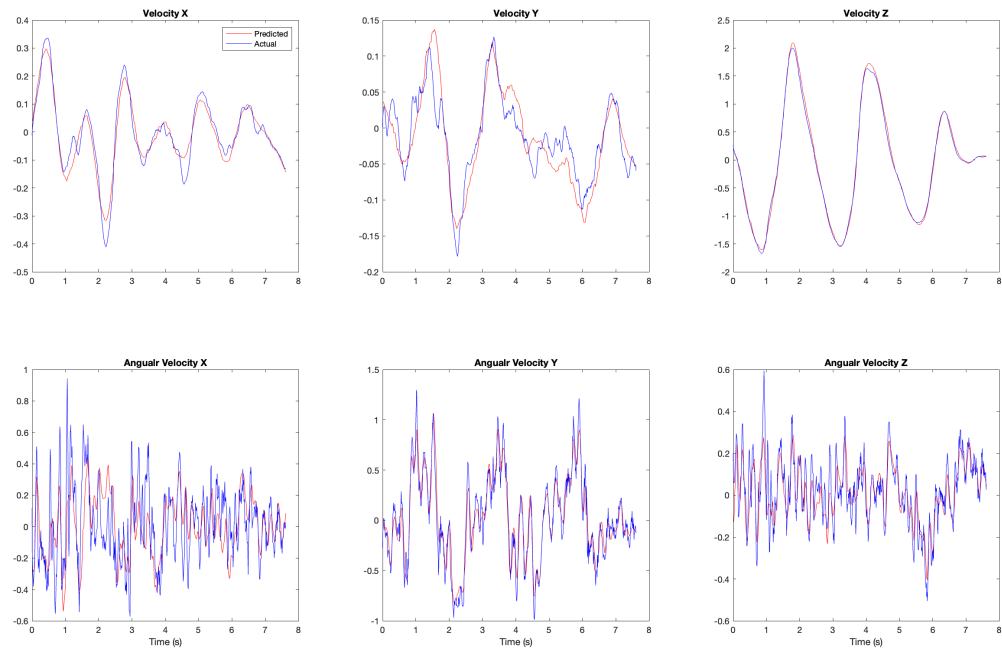 Velocity X
0.4
0.3
0.2
0.1
0
-0.1
-0.2
-0.3
-0.4
-0.5
0 1 2 3 4 5 6 7 8
Predicted
Actual
Velocity Y
0.15
0.1
0.05
0
-0.05
-0.1
-0.15
-0.2
0 1 2 3 4 5 6 7 8
Velocity Z
2.5
2
1.5
1
0.5
0
-0.5
-1
-1.5
-2
0 1 2 3 4 5 6 7 8
Angualr Velocity X
1
0.8
0.6
0.4
0.2
0
-0.2
-0.4
-0.6
0 1 2 3 4 5 6 7 8
Time (s)
Angualr Velocity Y
1.5
1
0.5
0
-0.5
-1
0 1 2 3 4 5 6 7 8
Time (s)
Angualr Velocity Z
0.6
0.4
0.2
0
-0.2
-0.4
-0.6
0 1 2 3 4 5 6 7 8
Time (s)